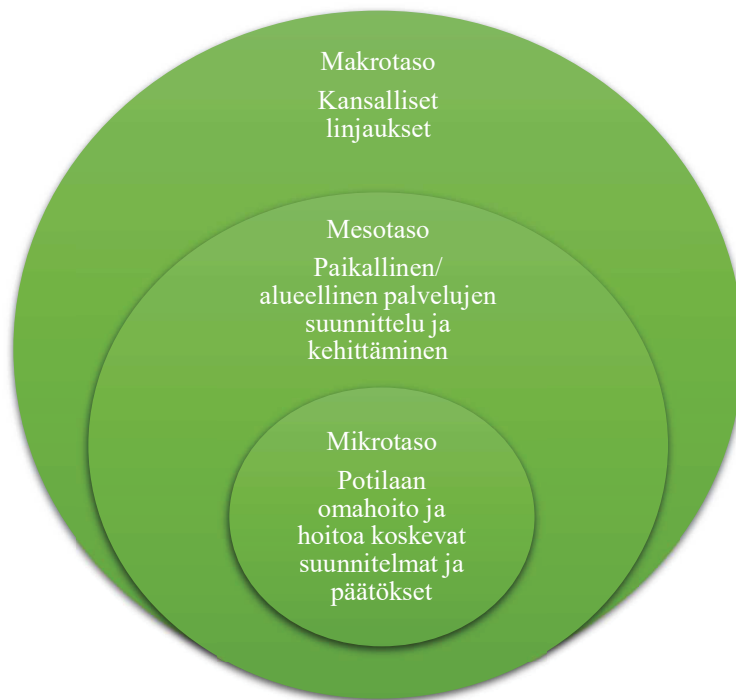 Makrotaso
Kansalliset
linjaukset
Mesotaso
Paikallinen/
alueellinen palvelujen
suunnittelu ja
kehittäminen
Mikrotaso
Potilaan
omahoito ja
hoitoa koskevat
suunnitelmat ja
päätökset